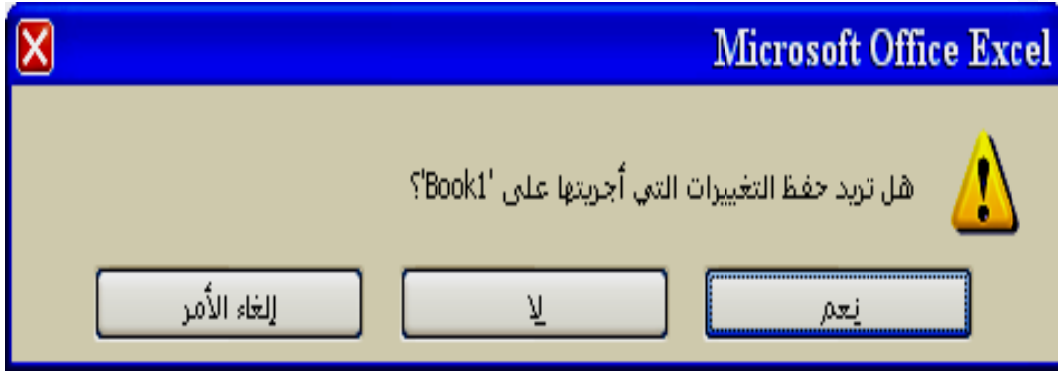 Microsoft Office Excel
هل تريد حفظ التغييرات التي أجريتها على 'Book1'؟
نعم
لا
إلغاء الأمر